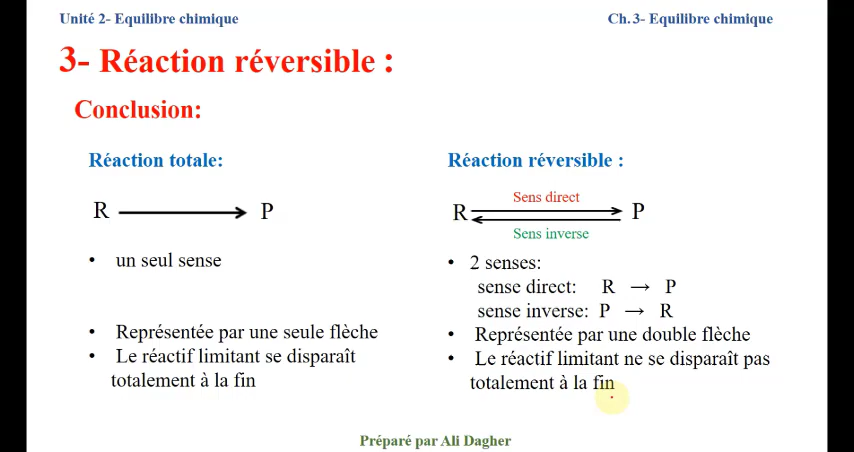 Unité 2- Equilibre chimique
Ch.3- Equilibre chimique
3- Réaction réversible :
Conclusion:
Réaction totale:
R → P
• un seul sense
• Représentée par une seule flèche
• Le réactif limitant se disparaît
totalement à la fin
Réaction réversible :
Sens direct
R ⇄ P
Sens inverse
• 2 senses:
sense direct: R → P
sense inverse: P → R
• Représentée par une double flèche
• Le réactif limitant ne se disparaît pas
totalement à la fin
Préparé par Ali Dagher